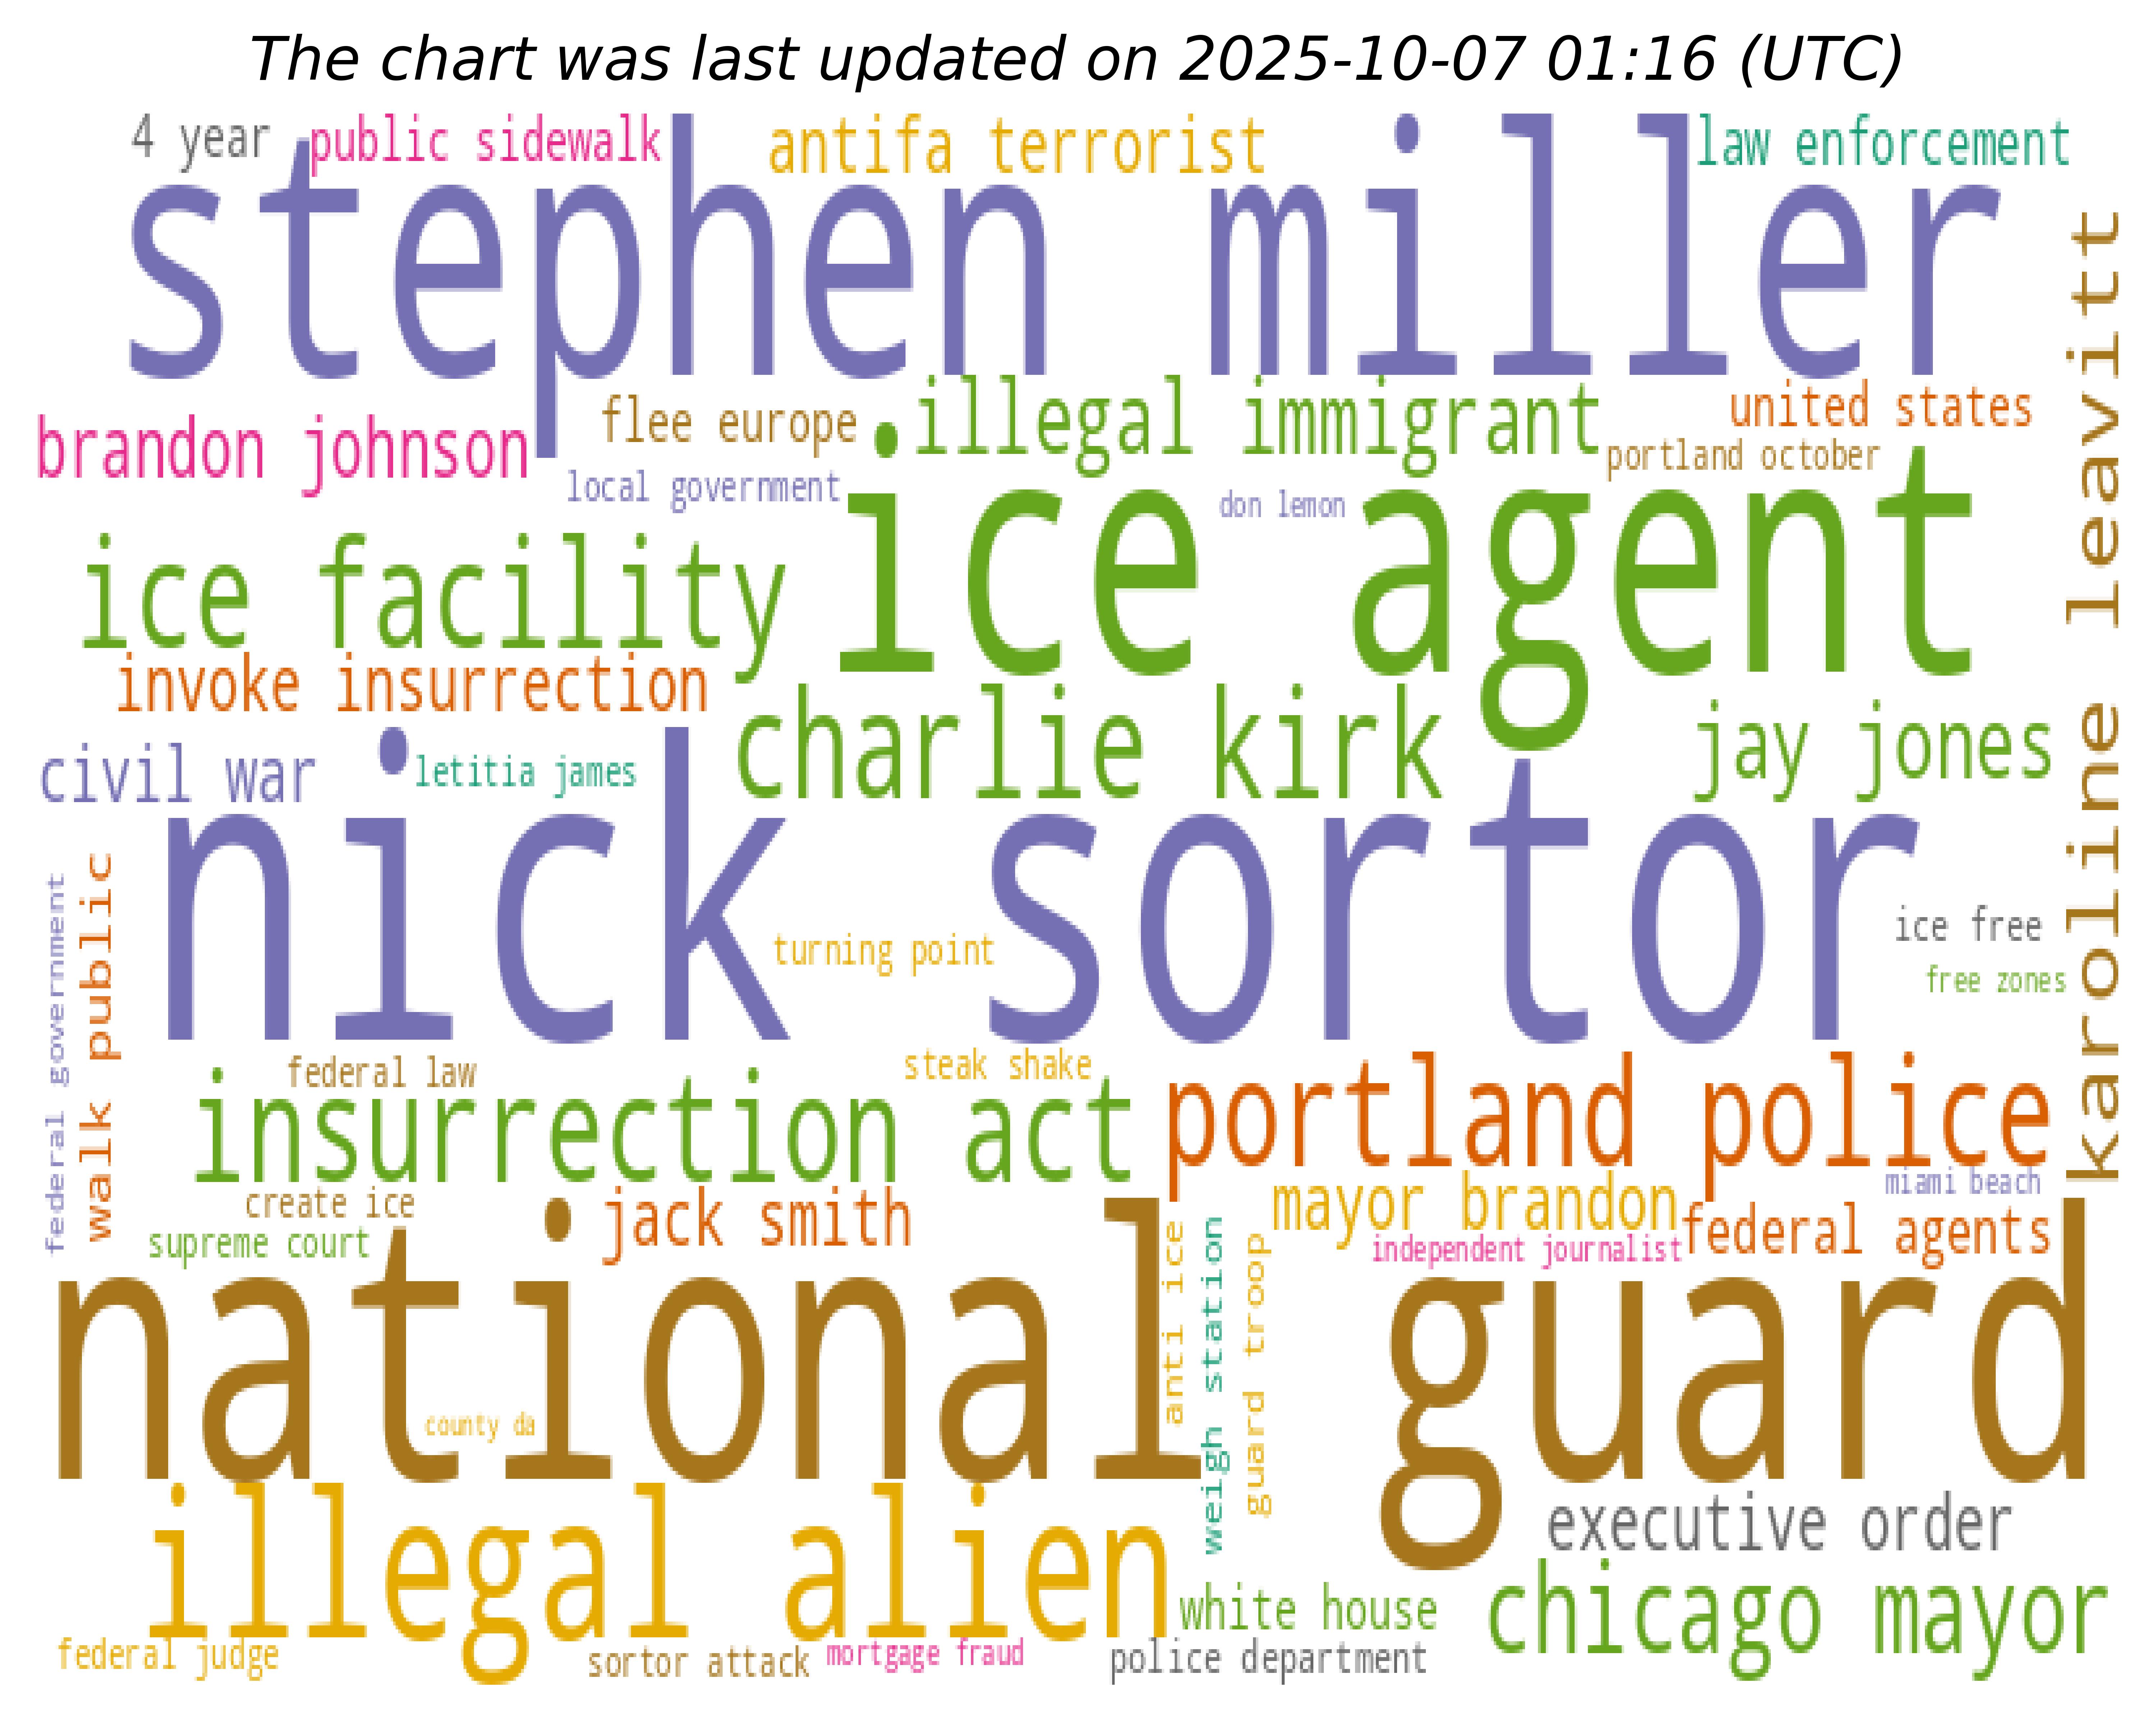 The chart was last updated on 2025-10-07 01:16 (UTC)
4 year
public sidewalk
antifa terrorist
law enforcement
stephen miller
karoline leavitt
brandon johnson
flee europe
illegal immigrant
united states
portland october
local government
don lemon
ice agent
ice facility
invoke insurrection
charlie kirk
jay jones
civil war
letitia james
nick sortor
turning point
ice free
free zones
federal government
walk public
federal law
steak shake
insurrection act
portland police
create ice
jack smith
mayor brandon
miami beach
supreme court
independent journalist
federal agents
national guard
anti ice
weigh station
guard troop
county da
illegal alien
executive order
white house
chicago mayor
federal judge
sortor attack
mortgage fraud
police department